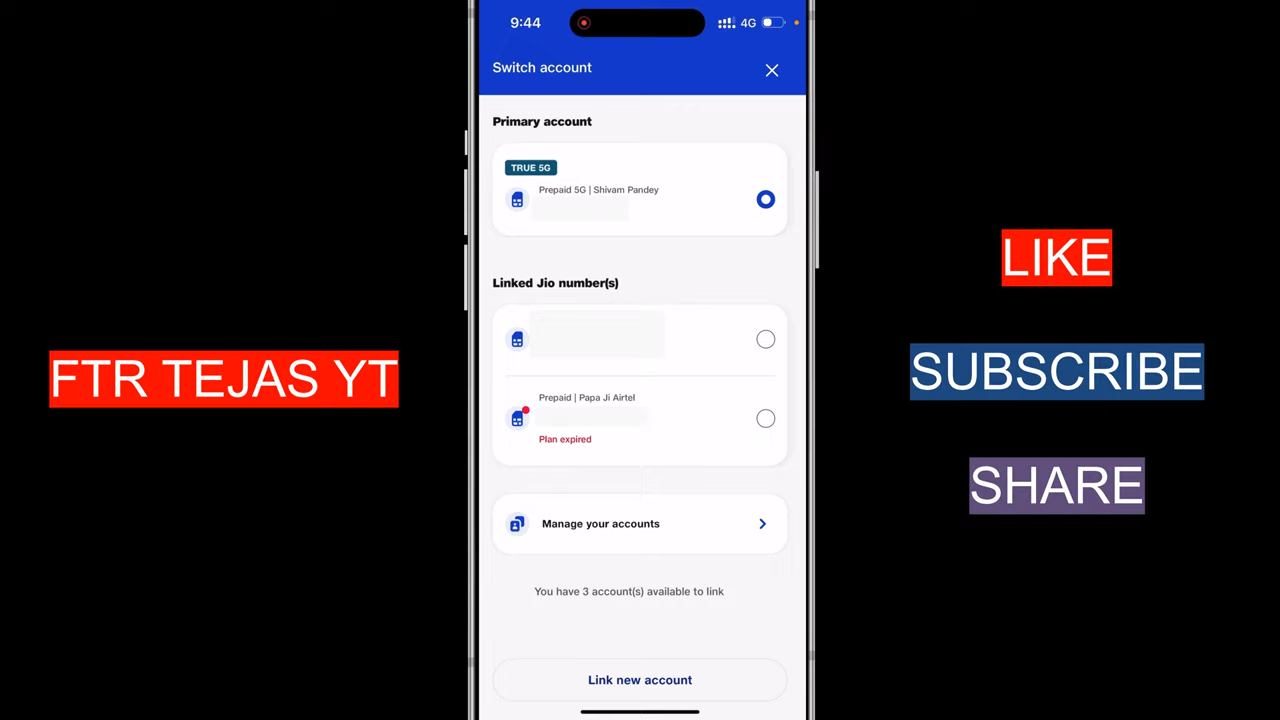 9:44
4G
Switch account
Primary account
TRUE 5G
Prepaid 5G | Shivam Pandey
Linked Jio number(s)
Prepaid | Papa Ji Airtel
Plan expired
Manage your accounts
You have 3 account(s) available to link
Link new account
FTR TEJAS YT
LIKE
SUBSCRIBE
SHARE